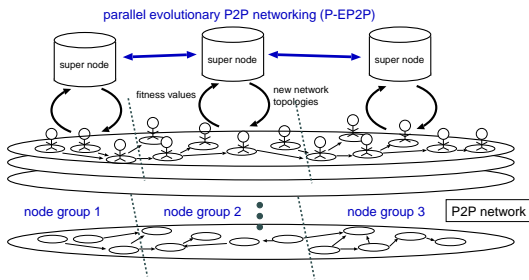 parallel evolutionary P2P networking (P-EP2P)
super node
super node
super node
fitness values
new network
topologies
node group 1
node group 2
node group 3
P2P network